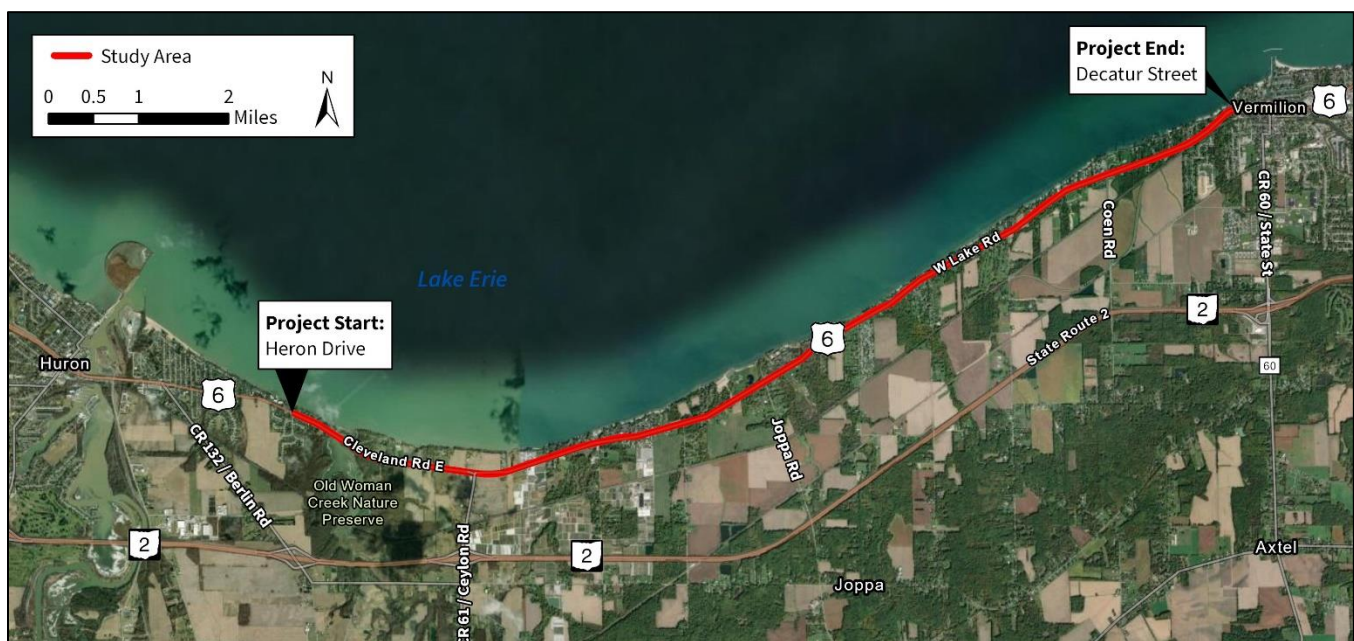 Study Area
0 0.5 1 2
Miles
N
Project End:
Decatur Street
Vermilion
6
CR 60 / State St
Coen Rd
W Lake Rd
Lake Erie
2
State Route 2
Project Start:
Heron Drive
6
Huron
6
60
Cleveland Rd E
Joppa Rd
CR 132 / Berlin Rd
Old Woman
Creek Nature
Preserve
2
2
CR 61 / Ceylon Rd
Axtel
Joppa